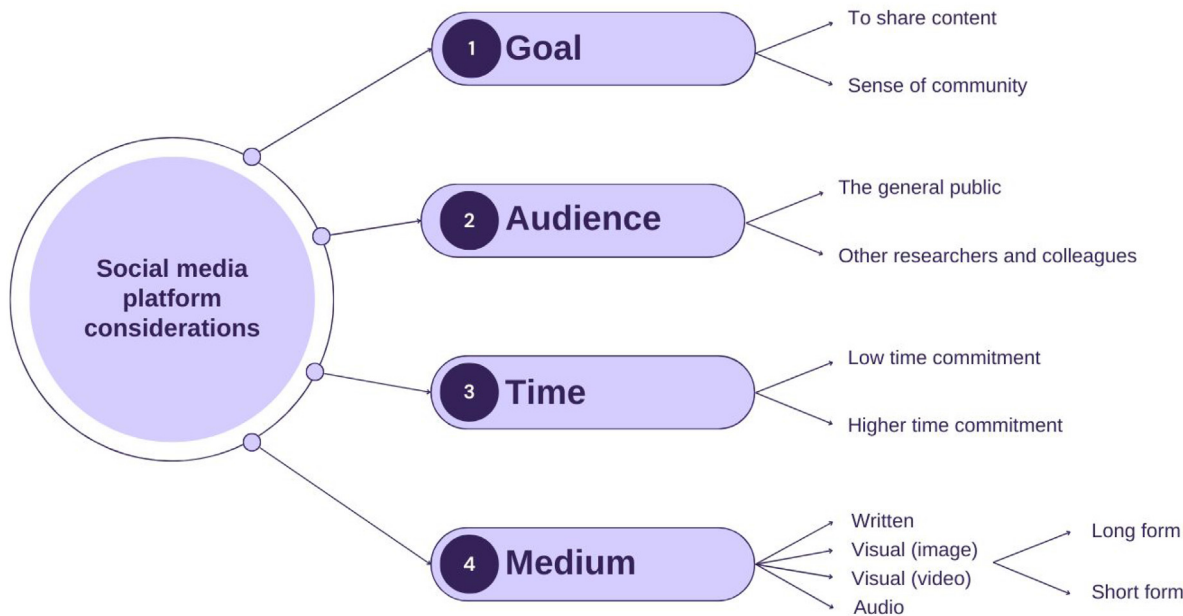 Social media
platform
considerations
1 Goal
To share content
Sense of community
2 Audience
The general public
Other researchers and colleagues
3 Time
Low time commitment
Higher time commitment
4 Medium
Written
Visual (image)
Visual (video)
Audio
Long form
Short form